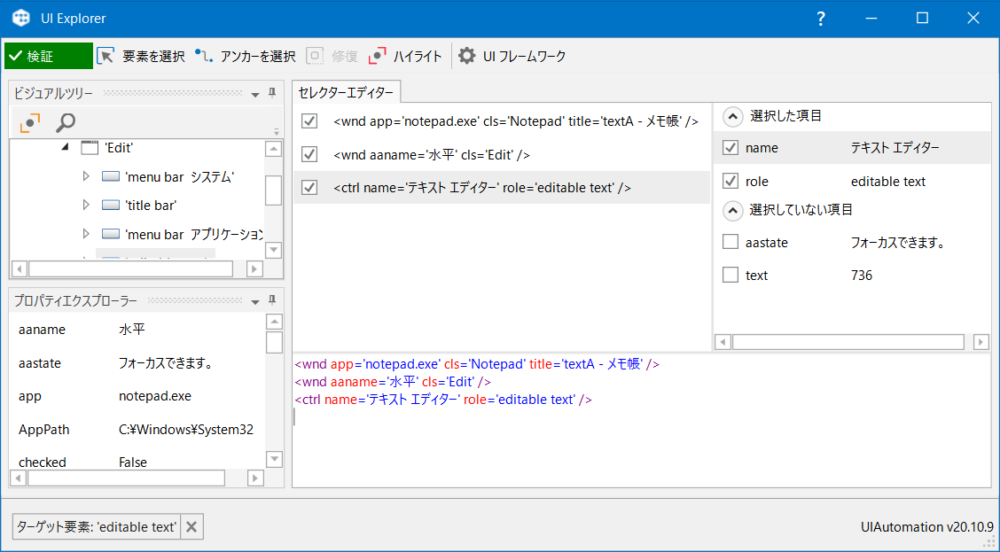 UI Explorer
検証 要素を選択 アンカーを選択 修復 ハイライト UI フレームワーク
ビジュアルツリー
'Edit'
'menu bar システム'
'title bar'
'menu bar アプリケーション
プロパティエクスプローラー
aaname 水平
aastate フォーカスできます。
app notepad.exe
AppPath C:¥Windows¥System32
checked False
セレクターエディター
<wnd app='notepad.exe' cls='Notepad' title='textA - メモ帳' />
<wnd aaname='水平' cls='Edit' />
<ctrl name='テキスト エディター' role='editable text' />
選択した項目
name テキスト エディター
role editable text
選択していない項目
aastate フォーカスできます。
text 736
<wnd app='notepad.exe' cls='Notepad' title='textA - メモ帳' />
<wnd aaname='水平' cls='Edit' />
<ctrl name='テキスト エディター' role='editable text' />
ターゲット要素: 'editable text'
UIAutomation v20.10.9